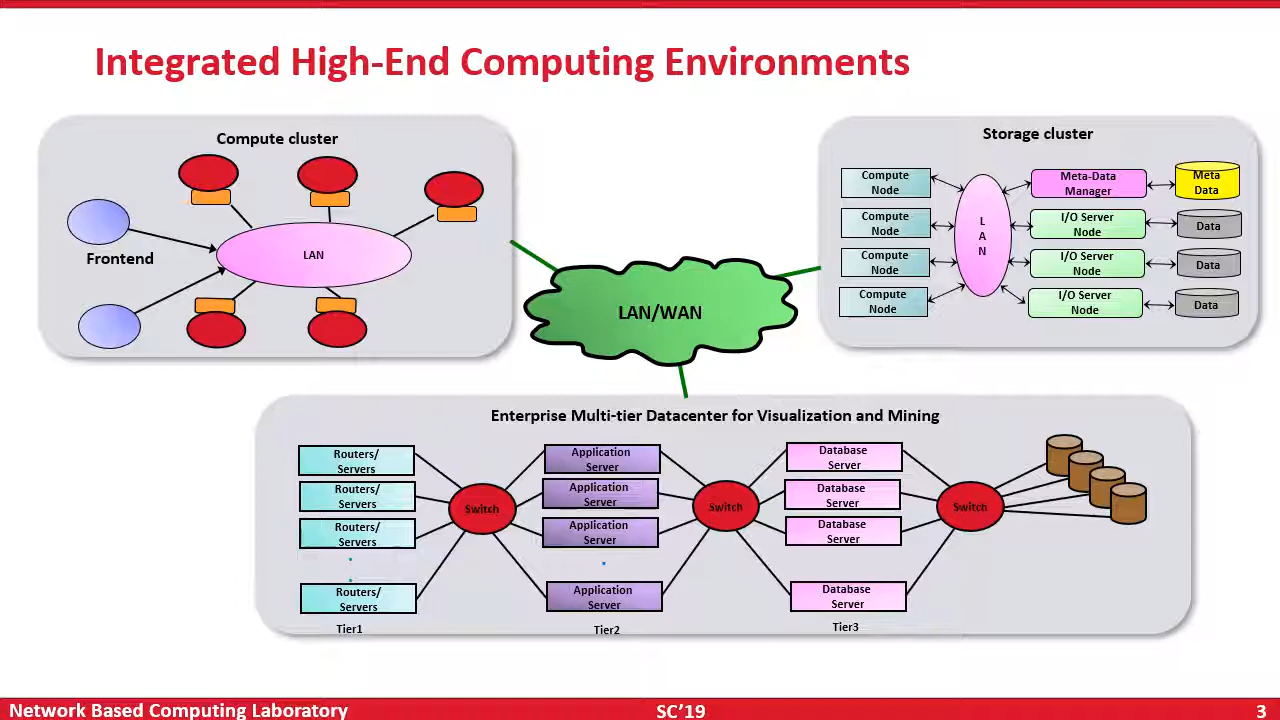 Integrated High-End Computing Environments
Compute cluster
Frontend
LAN
LAN/WAN
Storage cluster
Compute
Node
Compute
Node
Compute
Node
Compute
Node
L
A
N
Meta-Data
Manager
I/O Server
Node
I/O Server
Node
I/O Server
Node
Meta
Data
Data
Data
Data
Enterprise Multi-tier Datacenter for Visualization and Mining
Routers/
Servers
Routers/
Servers
Routers/
Servers
Routers/
Servers
Tier1
Switch
Application
Server
Application
Server
Application
Server
Application
Server
Tier2
Switch
Database
Server
Database
Server
Database
Server
Database
Server
Tier3
Switch
Network Based Computing Laboratory
SC’19
3